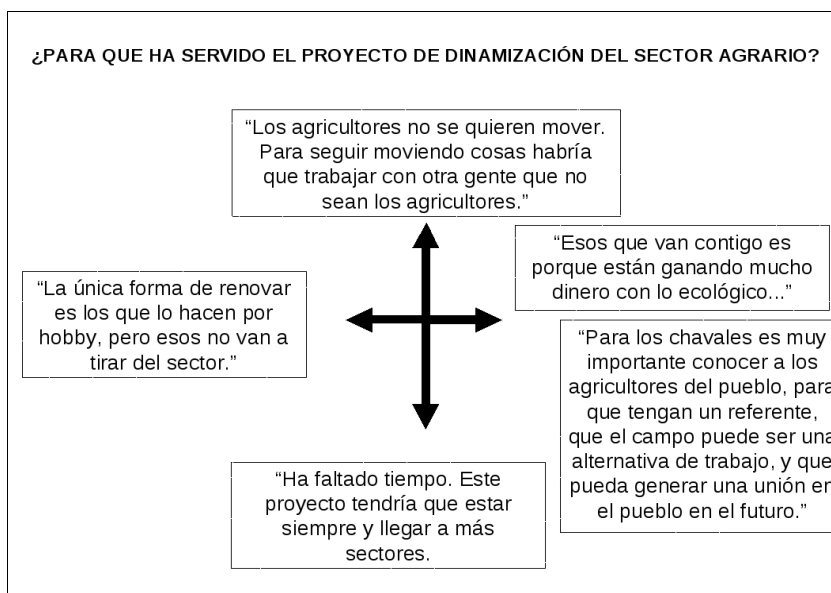 ¿PARA QUE HA SERVIDO EL PROYECTO DE DINAMIZACIÓN DEL SECTOR AGRARIO?
“Los agricultores no se quieren mover.
Para seguir moviendo cosas habría
que trabajar con otra gente que no
sean los agricultores.”
“Esos que van contigo es
porque están ganando mucho
dinero con lo ecológico...”
“La única forma de renovar
es los que lo hacen por
hobby, pero esos no van a
tirar del sector.”
“Para los chavales es muy
importante conocer a los
agricultores del pueblo, para
que tengan un referente,
que el campo puede ser una
alternativa de trabajo, y que
pueda generar una unión en
el pueblo en el futuro.”
“Ha faltado tiempo. Este
proyecto tendría que estar
siempre y llegar a más
sectores.